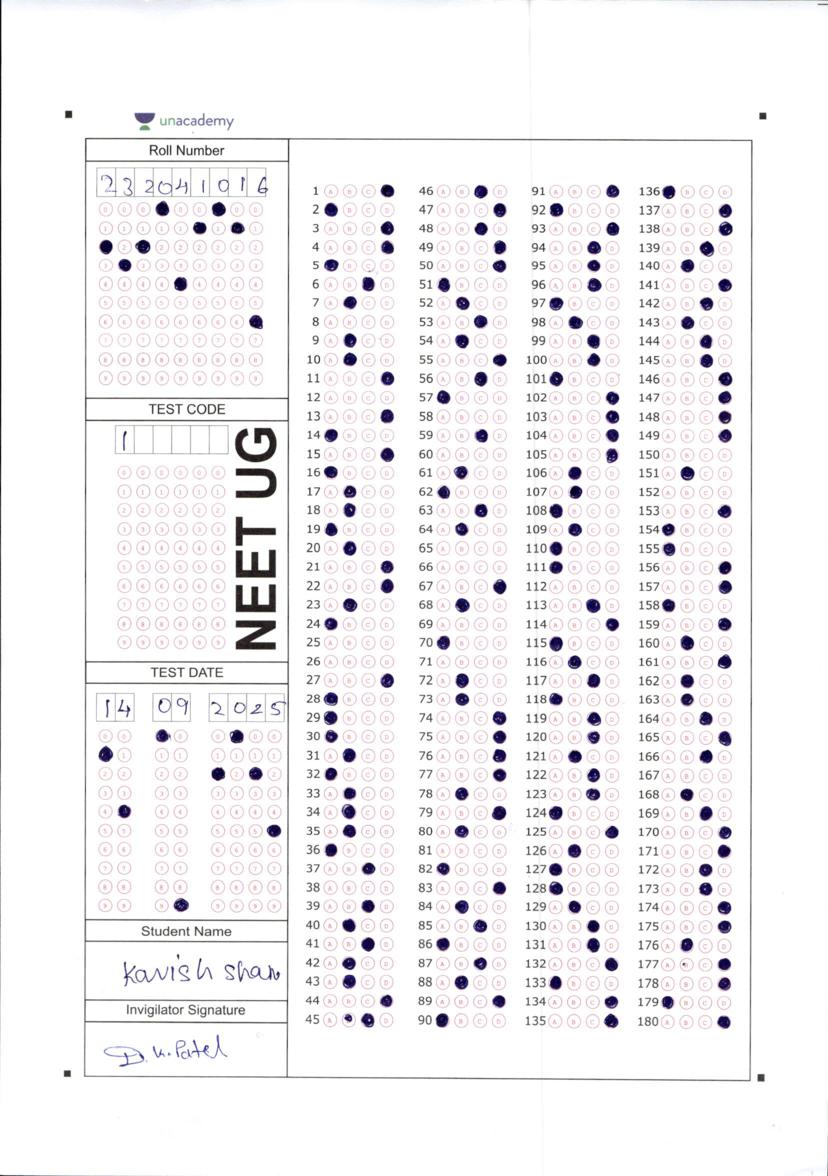 unacademy
Roll Number
2 3 2 0 4 1 0 1 6
TEST CODE
1
NEET UG
TEST DATE
14 09 2025
Student Name
Kavish Shah
Invigilator Signature
D. K. Patel
1 A B C
2 B C D
3 A B C
4 A B C
5 B C D
6 A B D
7 A C D
8 A B C D
9 A C D
10 A C D
11 A B C
12 A B C D
13 A B C
14 B C D
15 A B C
16 B C D
17 A C D
18 A C D
19 B C D
20 A C D
21 A B C
22 A B C
23 A C D
24 B C D
25 A B C D
26 A B C D
27 A B C
28 B C D
29 B C D
30 B C D
31 A C D
32 B C D
33 A C D
34 A C D
35 A C D
36 B C D
37 A B D
38 A B C D
39 A B D
40 A C D
41 A B D
42 A C D
43 A C D
44 A B C
45 A D
46 A B D
47 A B C
48 A B D
49 A B C
50 A B C
51 B C D
52 A C D
53 A B D
54 A C D
55 A B C
56 A B D
57 B C D
58 A B C D
59 A B D
60 A B C D
61 A C D
62 B C D
63 A B D
64 A C D
65 A B C D
66 A B C D
67 A B C
68 A C D
69 A B C D
70 B C D
71 A B C D
72 A C D
73 A C D
74 A B C
75 A B C
76 A B C
77 A B C
78 A C D
79 A B C
80 A C D
81 A B C D
82 B C D
83 A B C
84 A C D
85 A B D
86 B C D
87 A B D
88 A C D
89 A B C
90 B C D
91 A B C
92 B C D
93 A B C
94 A B D
95 A B D
96 A B D
97 B C D
98 A C D
99 A B D
100 A B D
101 B C D
102 A B C
103 A B C
104 A B C
105 A B C
106 A C D
107 A C D
108 B C D
109 A C D
110 B C D
111 B C D
112 A B C D
113 A B D
114 A B C
115 B C D
116 A C D
117 A B D
118 B C D
119 A B D
120 A B D
121 A C D
122 A B D
123 A B D
124 B C D
125 A B C
126 A C D
127 B C D
128 B C D
129 A C D
130 A B D
131 A B D
132 A B C
133 B C D
134 A B C
135 A B C
136 B C D
137 A B C
138 A B C
139 A B D
140 A C D
141 A B C
142 A B D
143 A C D
144 A B D
145 A B D
146 A B C
147 A B C
148 A B C
149 A B C
150 A B C D
151 A C D
152 A B C D
153 A B C
154 B C D
155 B C D
156 A B C
157 A B C
158 B C D
159 A B C
160 A C D
161 A B C
162 A C D
163 A C D
164 A B D
165 A B C
166 A B D
167 A B C D
168 A C D
169 A B D
170 A B C
171 A B C
172 A B D
173 A B D
174 A B C
175 A B C
176 A C D
177 A B C
178 A B C
179 B C D
180 A B C